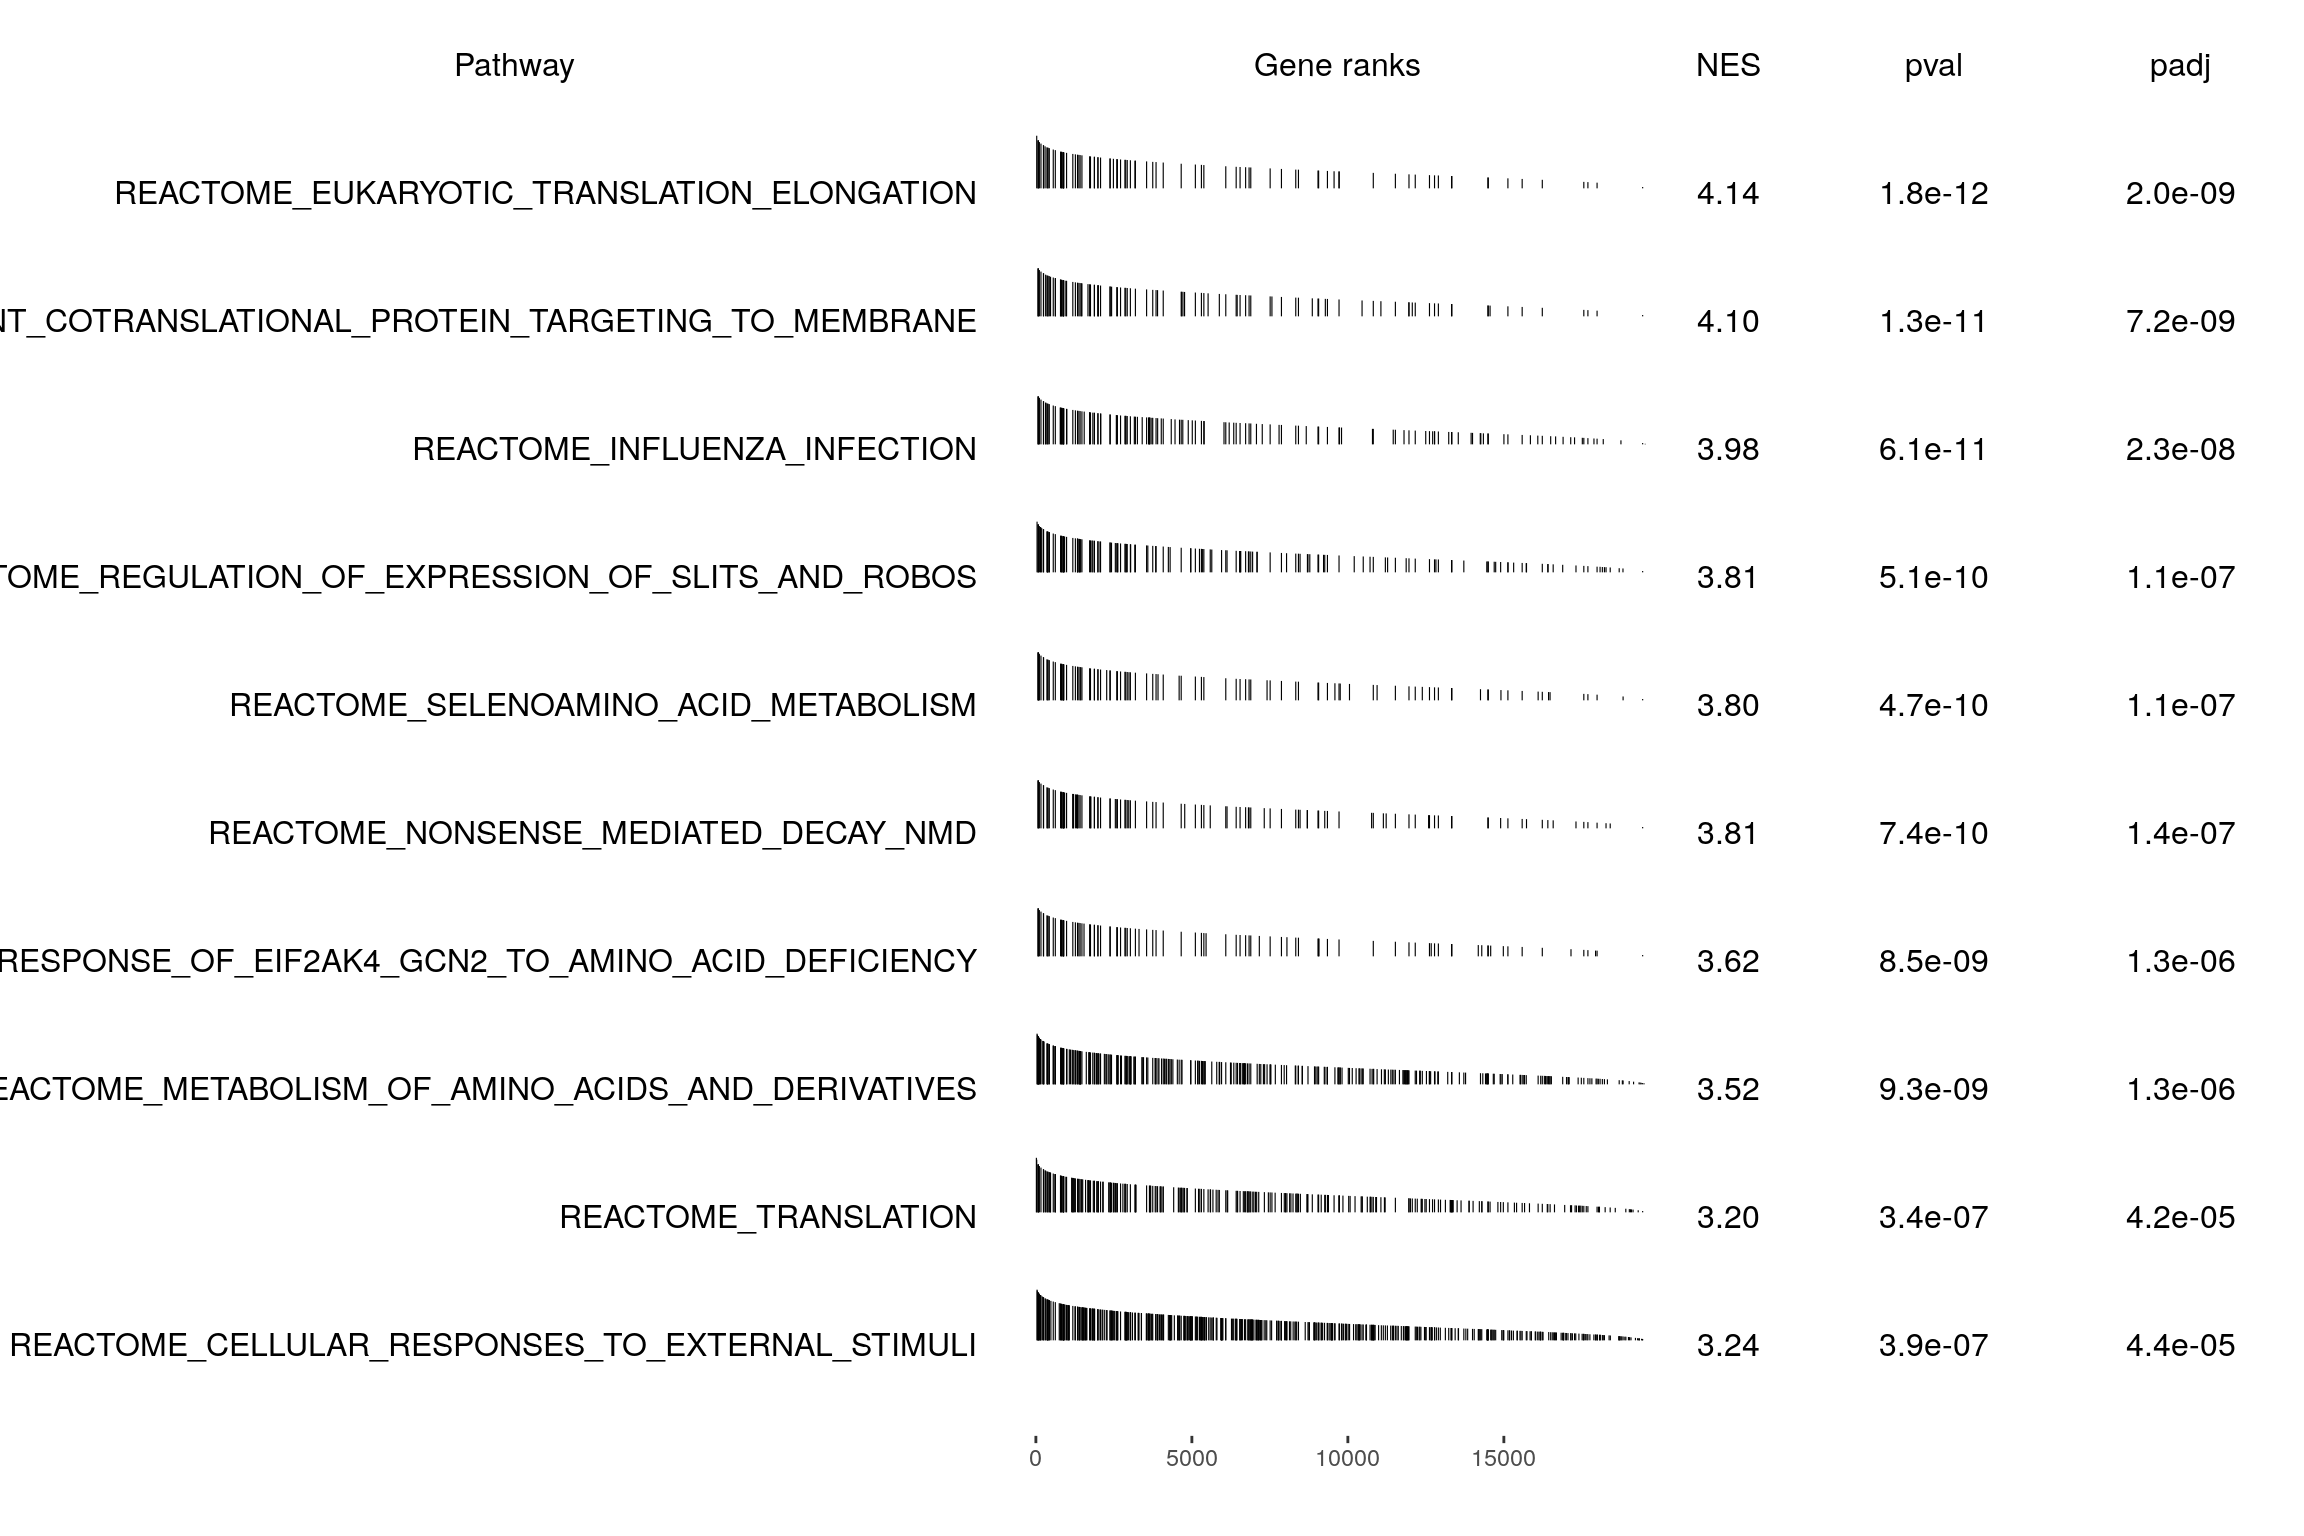 Pathway Gene ranks NES pval padj
REACTOME_EUKARYOTIC_TRANSLATION_ELONGATION 4.14 1.8e-12 2.0e-09
NT_COTRANSLATIONAL_PROTEIN_TARGETING_TO_MEMBRANE 4.10 1.3e-11 7.2e-09
REACTOME_INFLUENZA_INFECTION 3.98 6.1e-11 2.3e-08
TOME_REGULATION_OF_EXPRESSION_OF_SLITS_AND_ROBOS 3.81 5.1e-10 1.1e-07
REACTOME_SELENOAMINO_ACID_METABOLISM 3.80 4.7e-10 1.1e-07
REACTOME_NONSENSE_MEDIATED_DECAY_NMD 3.81 7.4e-10 1.4e-07
RESPONSE_OF_EIF2AK4_GCN2_TO_AMINO_ACID_DEFICIENCY 3.62 8.5e-09 1.3e-06
EACTOME_METABOLISM_OF_AMINO_ACIDS_AND_DERIVATIVES 3.52 9.3e-09 1.3e-06
REACTOME_TRANSLATION 3.20 3.4e-07 4.2e-05
REACTOME_CELLULAR_RESPONSES_TO_EXTERNAL_STIMULI 3.24 3.9e-07 4.4e-05
0 5000 10000 15000